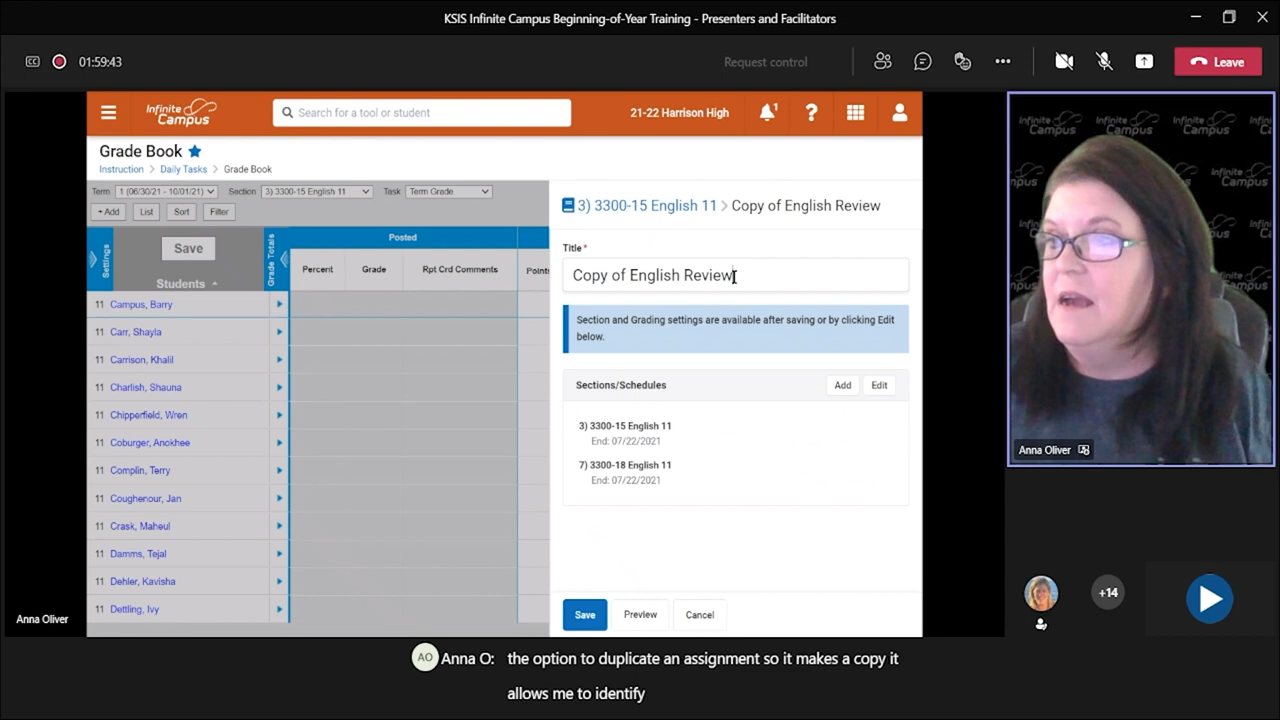 KSIS Infinite Campus Beginning-of-Year Training - Presenters and Facilitators
CC
01:59:43
Request control
Leave
Infinite Campus
Search for a tool or student
21-22 Harrison High
1
?
Grade Book
Instruction > Daily Tasks > Grade Book
Term 1 (06/30/21 - 10/01/21) Section 3) 3300-15 English 11 Task Term Grade
+ Add List Sort Filter
Settings
Save
Students
Grade Totals
Posted
Percent Grade Rpt Crd Comments Points
11 Campus, Barry
11 Carr, Shayla
11 Carrison, Khalil
11 Charlish, Shauna
11 Chipperfield, Wren
11 Coburger, Anokhee
11 Complin, Terry
11 Coughenour, Jan
11 Crask, Maheul
11 Damms, Tejal
11 Dehler, Kavisha
11 Dettling, Ivy
3) 3300-15 English 11 > Copy of English Review
Title *
Copy of English Review
Section and Grading settings are available after saving or by clicking Edit
below.
Sections/Schedules Add Edit
3) 3300-15 English 11
End: 07/22/2021
7) 3300-18 English 11
End: 07/22/2021
Save Preview Cancel
Infinite Campus
Anna Oliver
+14
Anna Oliver
AO Anna O: the option to duplicate an assignment so it makes a copy it
allows me to identify